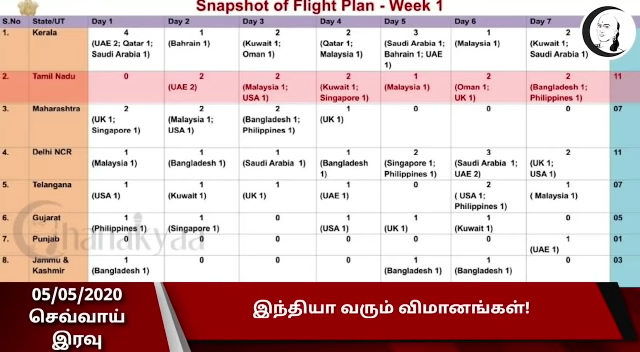 Snapshot of Flight Plan - Week 1
S.No State/UT Day 1 Day 2 Day 3 Day 4 Day 5 Day 6 Day 7
1. Kerala 4 1 2 2 3 1 2
(UAE 2; Qatar 1; (Bahrain 1) (Kuwait 1; (Qatar 1; (Saudi Arabia 1; (Malaysia 1) (Kuwait 1;
Saudi Arabia 1) Oman 1) Malaysia 1) Bahrain 1; UAE Saudi Arabia 1)
1)
2. Tamil Nadu 0 2 2 2 1 2 2 11
(UAE 2) (Malaysia 1; (Kuwait 1; (Malaysia 1) (Oman 1; (Bangladesh 1;
USA 1) Singapore 1) UK 1) Philippines 1)
3. Maharashtra 2 2 2 1 0 0 0 07
(UK 1; (Malaysia 1; (Bangladesh 1; (UK 1)
Singapore 1) USA 1) Philippines 1)
4. Delhi NCR 1 1 1 1 2 3 2 11
(Malaysia 1) (Bangladesh 1) (Saudi Arabia 1) (Bangladesh (Singapore 1; (Saudi Arabia 1; (UK 1;
1) Philippines 1) UAE 2) USA 1)
5. Telangana 1 1 1 1 0 2 1 07
(USA 1) (Kuwait 1) (UK 1) (UAE 1) ( USA 1; ( Malaysia 1)
Philippines 1)
6. Gujarat 1 1 0 1 1 1 0 05
(Philippines 1) (Singapore 1) (USA 1) (UK 1) (Kuwait 1)
7. Punjab 0 0 0 0 0 0 1 01
(UAE 1)
8. Jammu & 1 0 0 0 1 1 0 03
Kashmir (Bangladesh 1) (Bangladesh 1) (Bangladesh 1)
Chanakyaa
05/05/2020
செவ்வாய்
இரவு
இந்தியா வரும் விமானங்கள்!